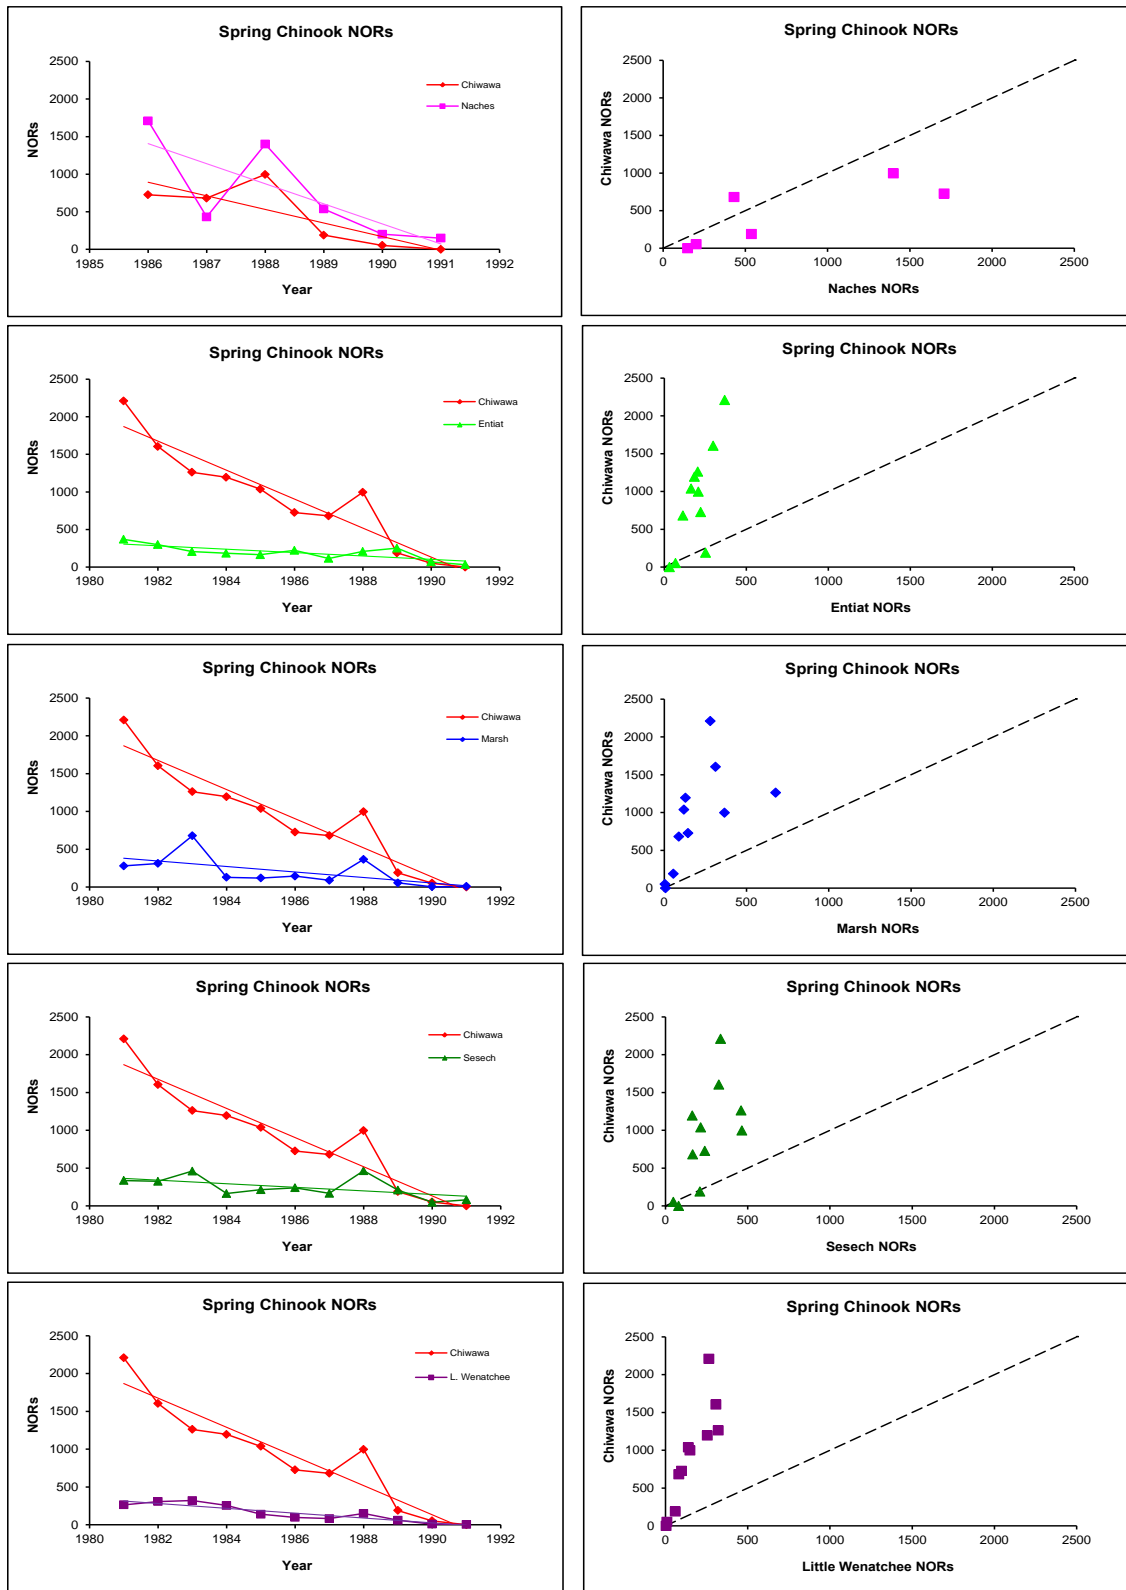 Spring Chinook NORs
2500
2000
1500
1000
500
0
NORs
1985 1986 1987 1988 1989 1990 1991 1992
Year
Chiwawa
Naches
Spring Chinook NORs
2500
2000
1500
1000
500
0
Chiwawa NORs
0 500 1000 1500 2000 2500
Naches NORs
Spring Chinook NORs
2500
2000
1500
1000
500
0
NORs
1980 1982 1984 1986 1988 1990 1992
Year
Chiwawa
Entiat
Spring Chinook NORs
2500
2000
1500
1000
500
0
Chiwawa NORs
0 500 1000 1500 2000 2500
Entiat NORs
Spring Chinook NORs
2500
2000
1500
1000
500
0
NORs
1980 1982 1984 1986 1988 1990 1992
Year
Chiwawa
Marsh
Spring Chinook NORs
2500
2000
1500
1000
500
0
Chiwawa NORs
0 500 1000 1500 2000 2500
Marsh NORs
Spring Chinook NORs
2500
2000
1500
1000
500
0
NORs
1980 1982 1984 1986 1988 1990 1992
Year
Chiwawa
Sesech
Spring Chinook NORs
2500
2000
1500
1000
500
0
Chiwawa NORs
0 500 1000 1500 2000 2500
Sesech NORs
Spring Chinook NORs
2500
2000
1500
1000
500
0
NORs
1980 1982 1984 1986 1988 1990 1992
Year
Chiwawa
L. Wenatchee
Spring Chinook NORs
2500
2000
1500
1000
500
0
Chiwawa NORs
0 500 1000 1500 2000 2500
Little Wenatchee NORs